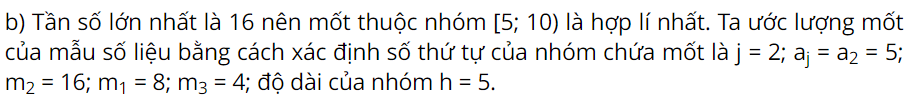 b) Tần số lớn nhất là 16 nên mốt thuộc nhóm [5; 10) là hợp lí nhất. Ta ước lượng mốt
của mẫu số liệu bằng cách xác định số thứ tự của nhóm chứa mốt là j = 2; aⱼ = a₂ = 5;
m₂ = 16; m₁ = 8; m₃ = 4; độ dài của nhóm h = 5.